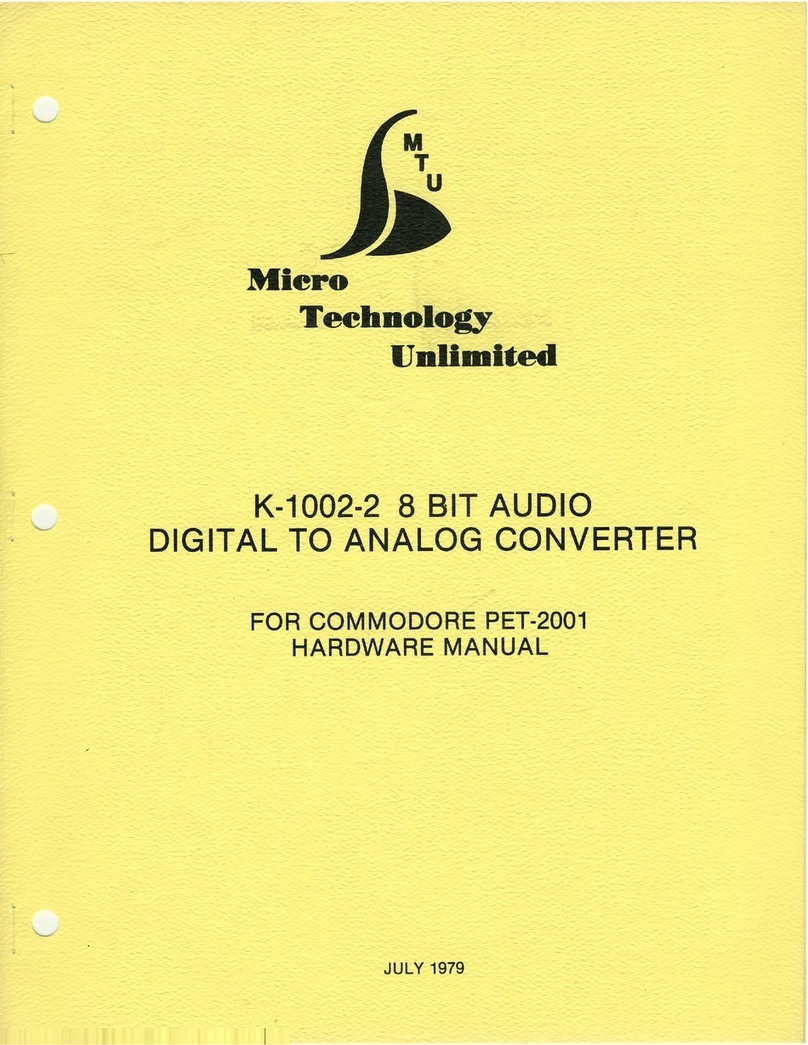 M
T
U
Micro
Technology
Unlimited
K-1002-2 8 BIT AUDIO
DIGITAL TO ANALOG CONVERTER
FOR COMMODORE PET-2001
HARDWARE MANUAL
JULY 1979